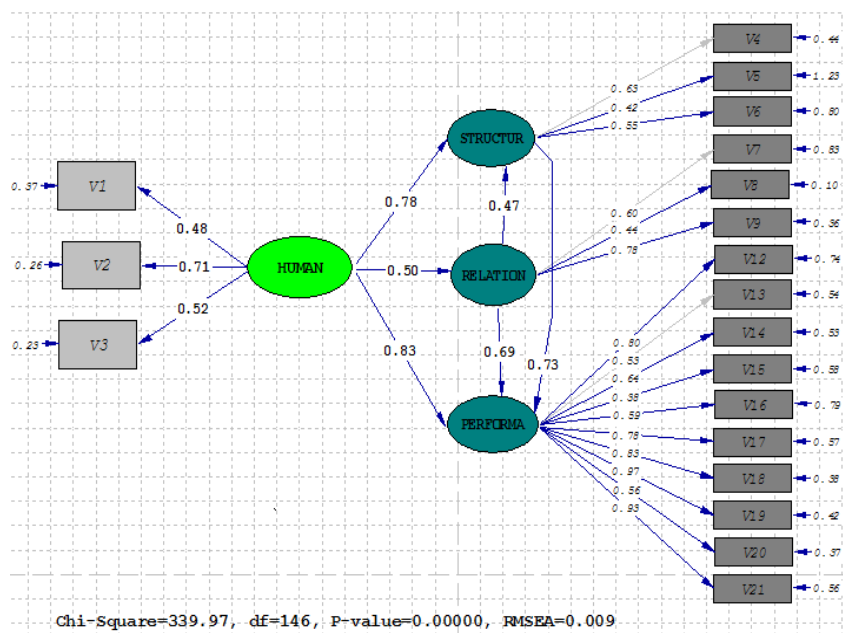 V4
0.44
V5
1.23
0.63
0.42
V6
0.80
0.55
STRUCTUR
V7
0.83
V1
0.37
V8
0.10
0.78
0.60
0.48
0.47
0.44
V9
0.36
0.78
V2
0.26
0.71
HUMAN
0.50
RELATION
V12
0.74
V13
0.54
0.52
V3
0.23
V14
0.53
0.80
0.83
0.69
0.53
0.73
0.64
V15
0.58
0.38
V16
0.79
0.59
PERFORMA
0.78
V17
0.57
0.83
0.97
V18
0.38
0.56
0.93
V19
0.42
V20
0.37
V21
0.56
Chi-Square=339.97, df=146, P-value=0.00000, RMSEA=0.009